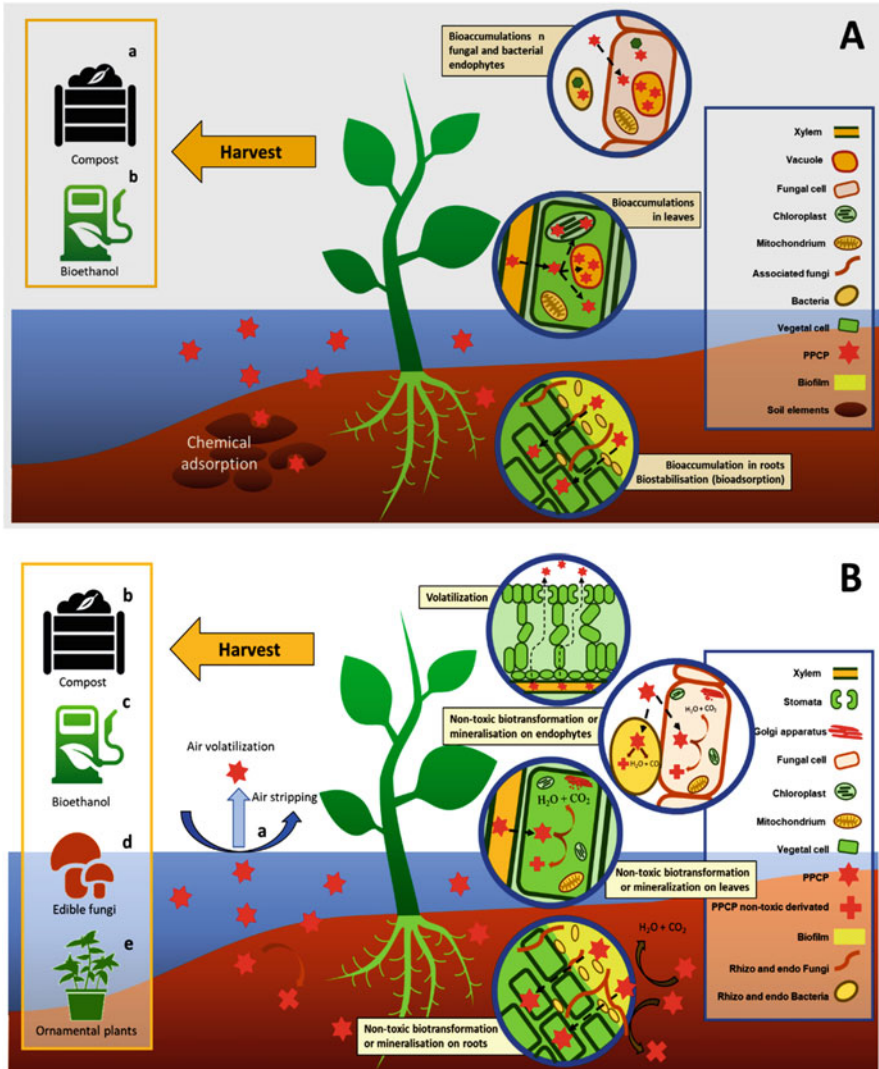 A
a
Compost
b
Bioethanol
Harvest
Bioaccumulations n
fungal and bacterial
endophytes
Bioaccumulations
in leaves
Chemical
adsorption
Bioaccumulation in roots
Biostabilisation (bioadsorption)
Xylem
Vacuole
Fungal cell
Chloroplast
Mitochondrium
Associated fungi
Bacteria
Vegetal cell
PPCP
Biofilm
Soil elements
B
b
Compost
c
Bioethanol
d
Edible fungi
e
Ornamental plants
Harvest
Air volatilization
Air stripping
a
Volatilization
Non-toxic biotransformation or
mineralisation on endophytes
H₂O + CO₂
H₂O + CO
H₂O + CO₂
Non-toxic biotransformation
or mineralization on leaves
H₂O + CO₂
Non-toxic biotransformation
or mineralisation on roots
Xylem
Stomata
Golgi apparatus
Fungal cell
Chloroplast
Mitochondrium
Vegetal cell
PPCP
PPCP non-toxic derivated
Biofilm
Rhizo and endo Fungi
Rhizo and endo Bacteria